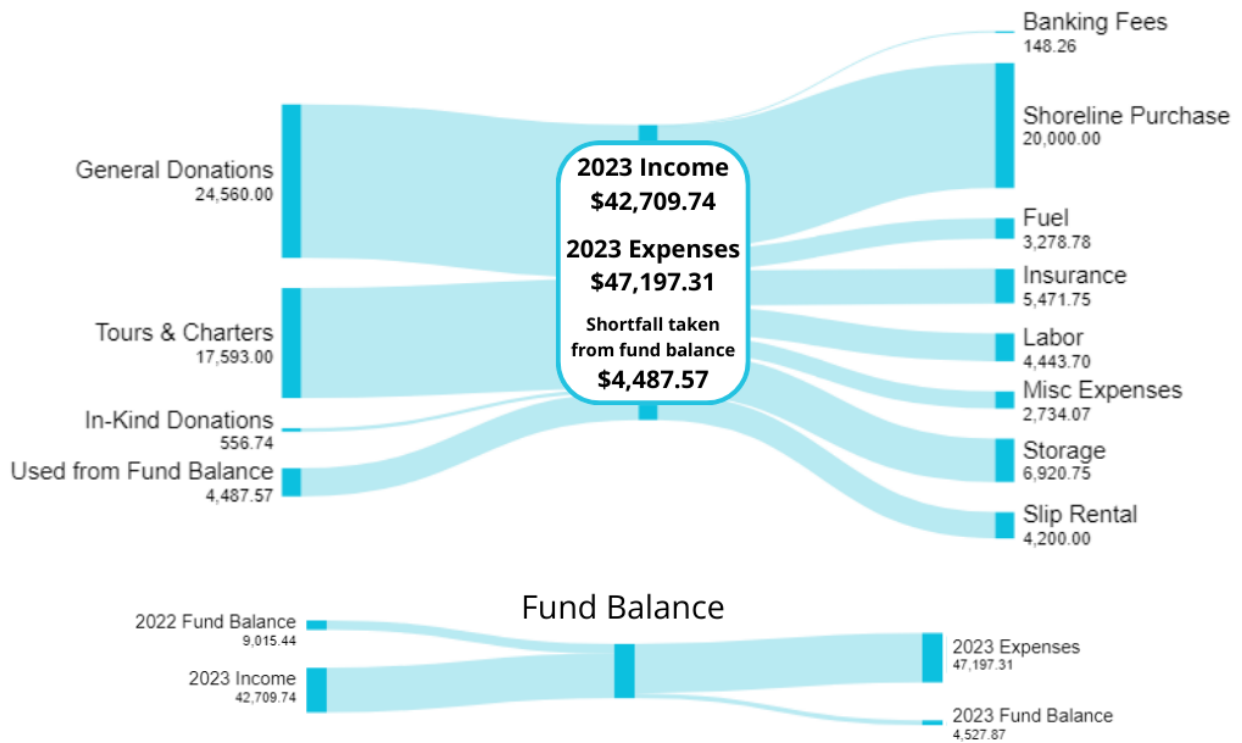 General Donations
24,560.00
Tours & Charters
17,593.00
In-Kind Donations
556.74
Used from Fund Balance
4,487.57
2023 Income
$42,709.74
2023 Expenses
$47,197.31
Shortfall taken
from fund balance
$4,487.57
Banking Fees
148.26
Shoreline Purchase
20,000.00
Fuel
3,278.78
Insurance
5,471.75
Labor
4,443.70
Misc Expenses
2,734.07
Storage
6,920.75
Slip Rental
4,200.00
Fund Balance
2022 Fund Balance
9,015.44
2023 Income
42,709.74
2023 Expenses
47,197.31
2023 Fund Balance
4,527.87